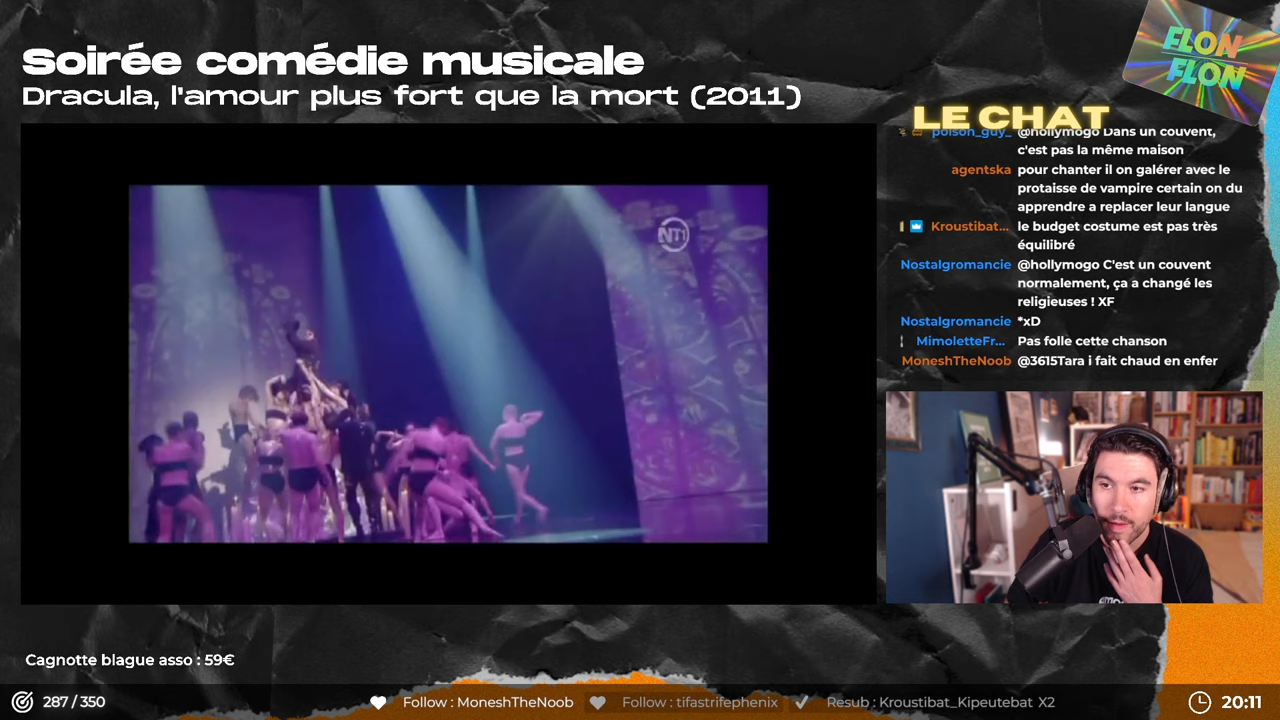 Soirée comédie musicale
Dracula, l'amour plus fort que la mort (2011)
FLON
FLON
LE CHAT
poison_guy_ @hollymogo Dans un couvent,
c'est pas la même maison
agentska pour chanter il on galérer avec le
protaisse de vampire certain on du
apprendre a replacer leur langue
Kroustibat... le budget costume est pas très
équilibré
Nostalgromancie @hollymogo C'est un couvent
normalement, ça a changé les
religieuses ! XF
Nostalgromancie *xD
MimoletteFr... Pas folle cette chanson
MoneshTheNoob @3615Tara i fait chaud en enfer
NT1
Cagnotte blague asso : 59€
287 / 350
Follow : MoneshTheNoob
Follow : tifastrifephenix
Resub : Kroustibat_Kipeutebat X2
20:11